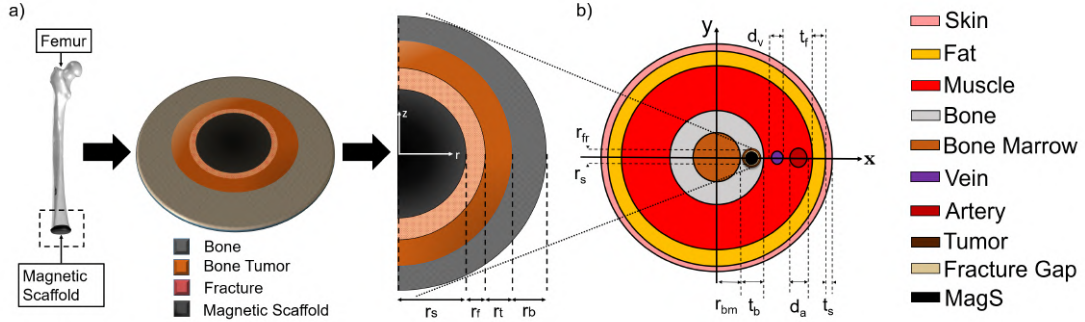 a)
Femur
Magnetic
Scaffold
Bone
Bone Tumor
Fracture
Magnetic Scaffold
z
r
rs
rf
rt
rb
b)
y
x
dv
tf
rfr
rs
rbm
tb
da
ts
Skin
Fat
Muscle
Bone
Bone Marrow
Vein
Artery
Tumor
Fracture Gap
MagS